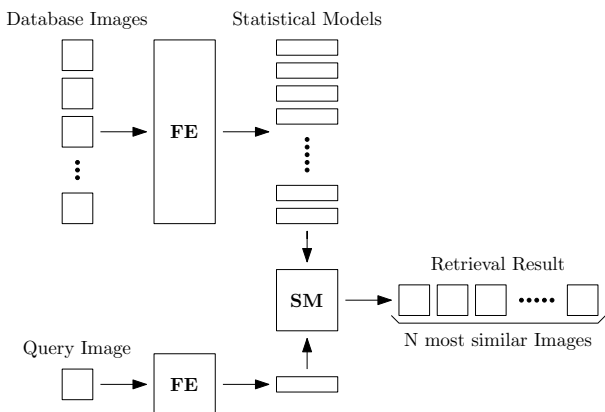 Database Images
Statistical Models
FE
Retrieval Result
SM
N most similar Images
Query Image
FE